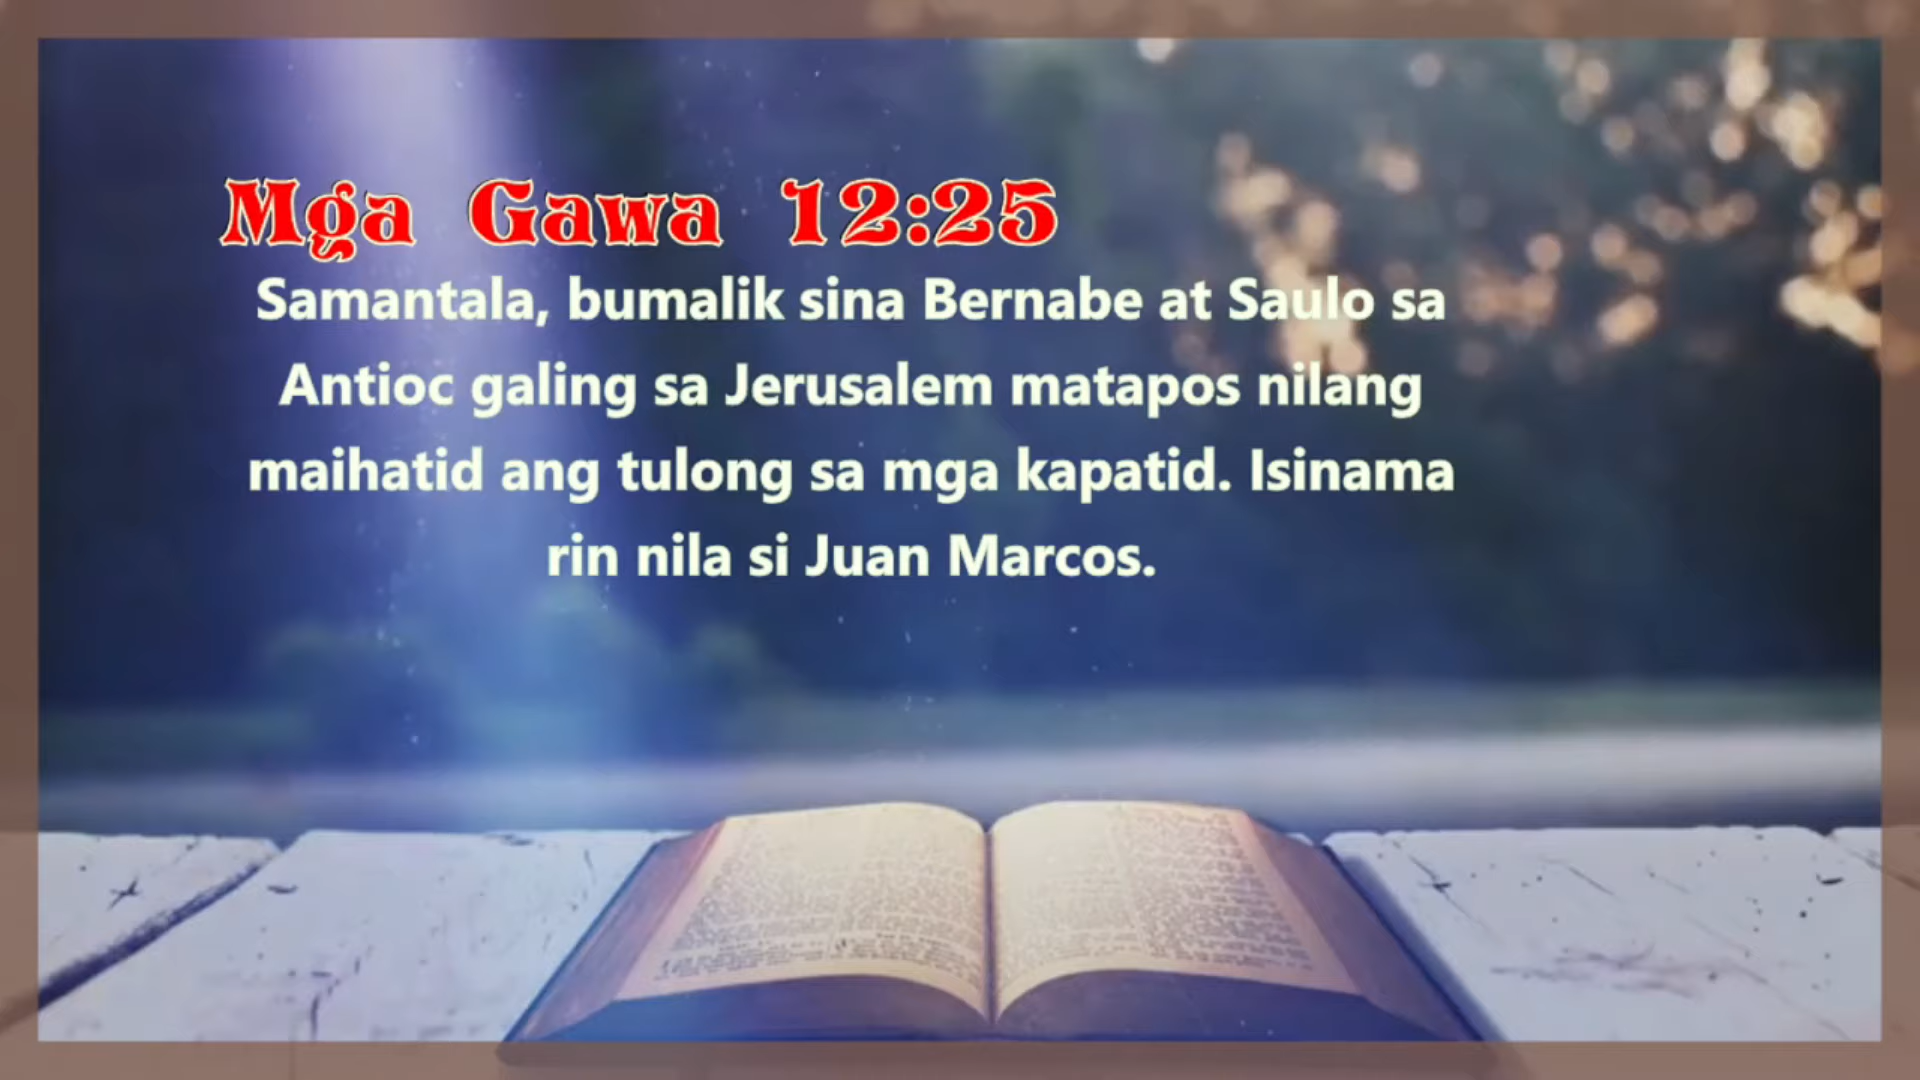 Mga Gawa 12:25
Samantala, bumalik sina Bernabe at Saulo sa
Antioc galing sa Jerusalem matapos nilang
maihatid ang tulong sa mga kapatid. Isinama
rin nila si Juan Marcos.